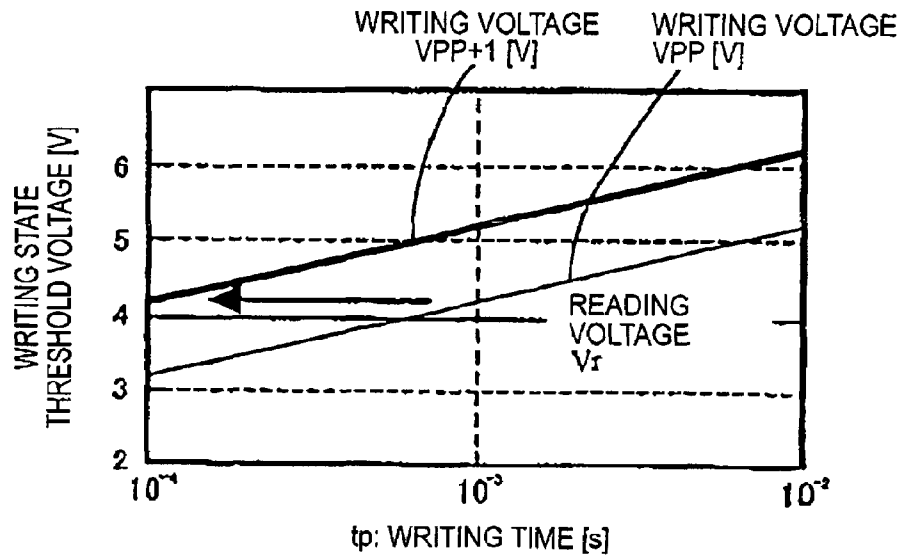 WRITING VOLTAGE
VPP+1 [V]
WRITING VOLTAGE
VPP [V]
WRITING STATE
THRESHOLD VOLTAGE [V]
6
5
4
3
2
READING
VOLTAGE
Vr
10⁻⁴
10⁻³
10⁻²
tp: WRITING TIME [s]